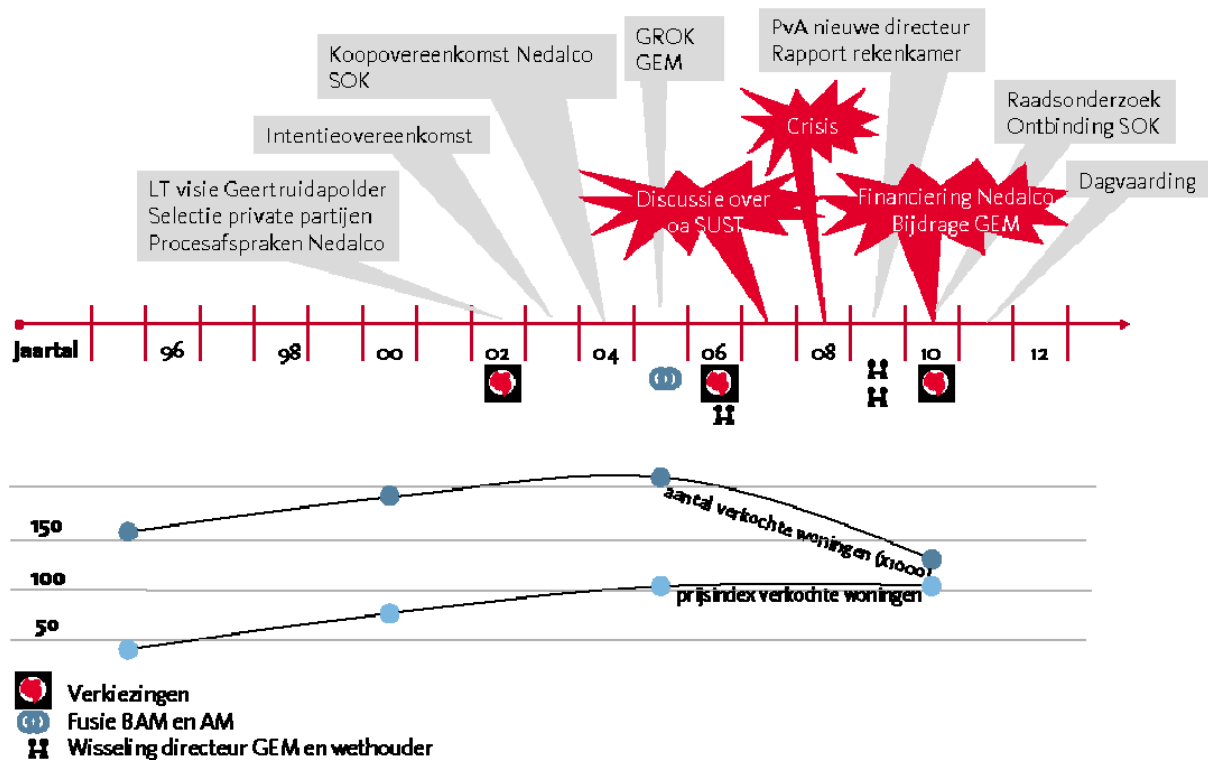 Koopovereenkomst Nedalco
SOK
GROK
GEM
PvA nieuwe directeur
Rapport rekenkamer
Intentieovereenkomst
Crisis
Raadsonderzoek
Ontbinding SOK
LT visie Geertruidapolder
Selectie private partijen
Procesafspraken Nedalco
Discussie over
oa SUST
Financiering Nedalco
Bijdrage GEM
Dagvaarding
Jaartal 96 98 00 02 04 06 08 10 12
150
100
50
aantal verkochte woningen (x1000)
prijsindex verkochte woningen
Verkiezingen
Fusie BAM en AM
Wisseling directeur GEM en wethouder